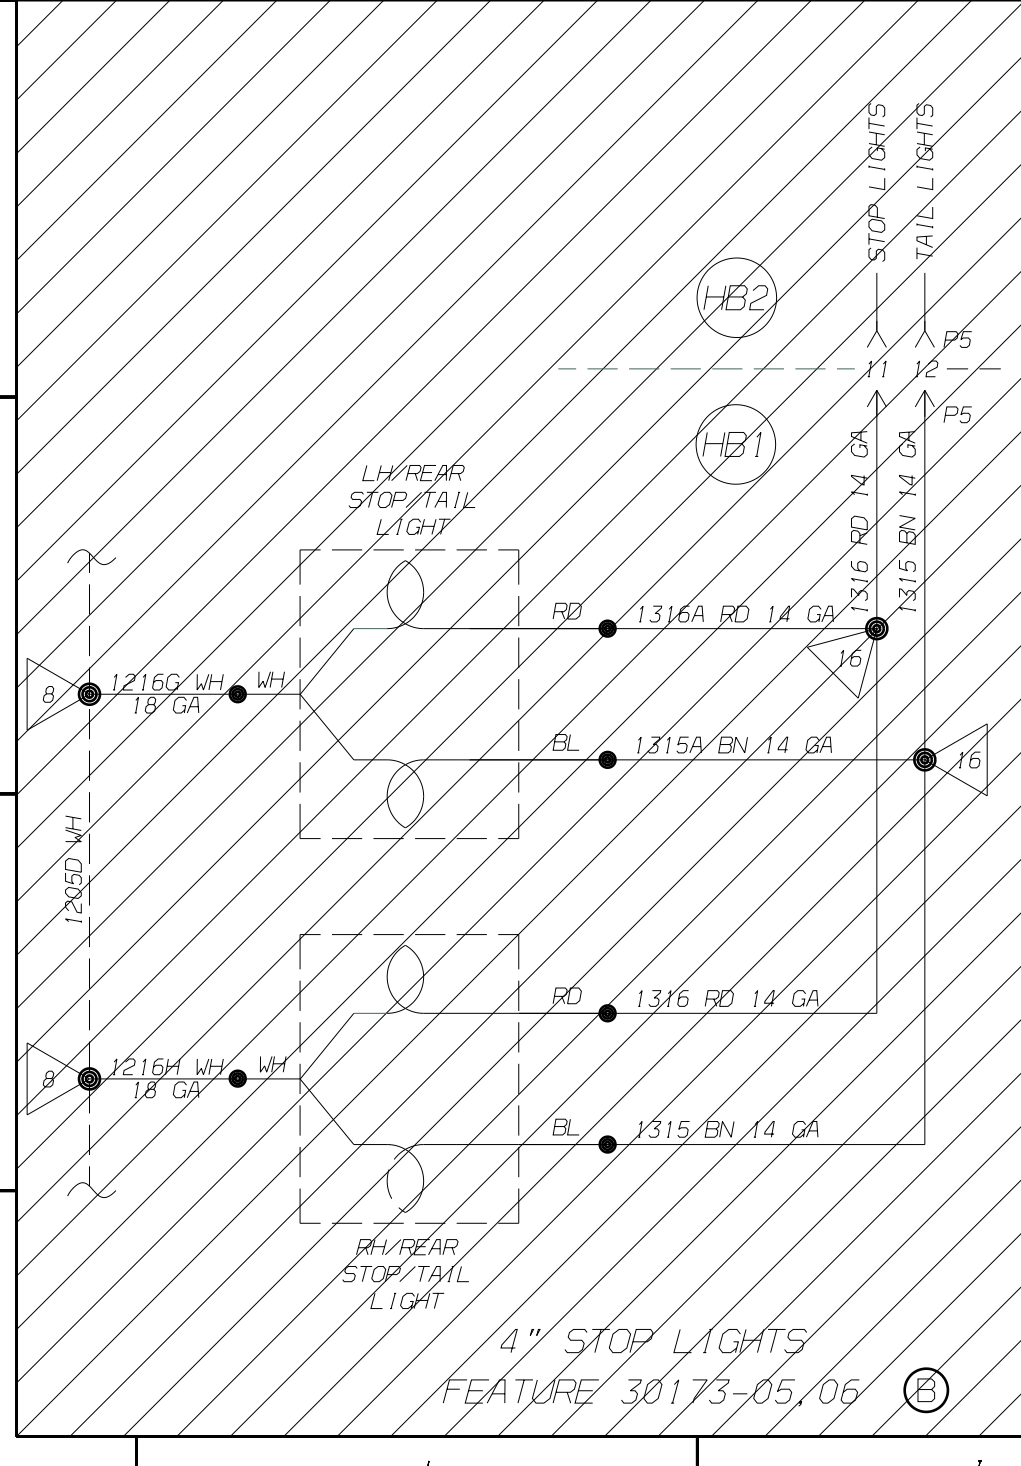 STOP LIGHTS
TAIL LIGHTS
HB2
P5
11
12
P5
HB1
1316 RD 14 GA
1315 BN 14 GA
LH/REAR
STOP/TAIL
LIGHT
RD
1316A RD 14 GA
16
8
1216G WH
18 GA
WH
BL
1315A BN 14 GA
16
1205D WH
RD
1316 RD 14 GA
8
1216H WH
18 GA
WH
BL
1315 BN 14 GA
RH/REAR
STOP/TAIL
LIGHT
4" STOP LIGHTS
FEATURE 30173-05,06
B